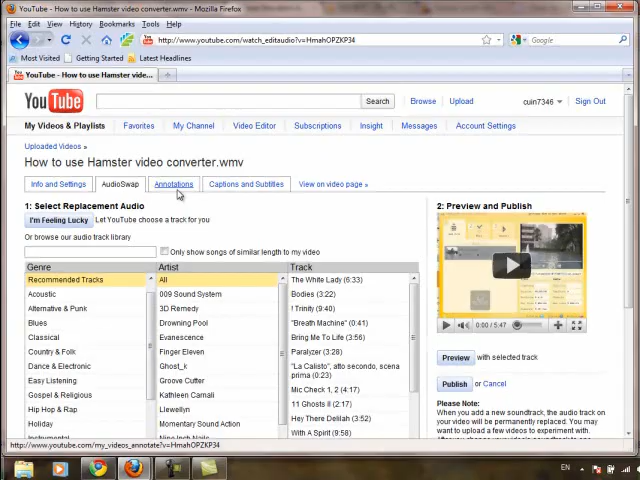 YouTube - How to use Hamster video converter.wmv - Mozilla Firefox
File Edit View History Bookmarks Tools Help
http://www.youtube.com/watch_editaudio?v=HmahOPZKP34
Google
Most Visited Getting Started Latest Headlines
YouTube - How to use Hamster video conv...
YouTube
Search
Browse Upload
cuin7346 Sign Out
My Videos & Playlists Favorites My Channel Video Editor Subscriptions Insight Messages Account Settings
Uploaded Videos »
How to use Hamster video converter.wmv
Info and Settings AudioSwap Annotations Captions and Subtitles View on video page »
1: Select Replacement Audio
I'm Feeling Lucky Let YouTube choose a track for you
Or browse our audio track library
Only show songs of similar length to my video
Genre Artist Track
Recommended Tracks All The White Lady (6:33)
Acoustic 009 Sound System Bodies (3:22)
Alternative & Punk 3D Remedy ! Trinity (9:40)
Blues Drowning Pool "Breath Machine" (0:41)
Classical Evanescence Bring Me To Life (3:56)
Country & Folk Finger Eleven Paralyzer (3:28)
Dance & Electronic Ghost_k "La Calisto", atto secondo, scena
prima (0:23)
Easy Listening Groove Cutter Mic Check 1, 2 (4:17)
Gospel & Religious Kathleen Carnali 11 Ghosts II (2:17)
Hip Hop & Rap Llewellyn Hey There Delilah (3:52)
Holiday Momentary Sound Action With A Spirit (9:58)
Instrumental Nine Inch Nails
2: Preview and Publish
0:00 / 5:47
Preview with selected track
Publish or Cancel
Please Note:
When you add a new soundtrack, the audio track on
your video will be permanently replaced. You may
want to upload a few videos to experiment with.
http://www.youtube.com/my_videos_annotate?v=HmahOPZKP34
EN